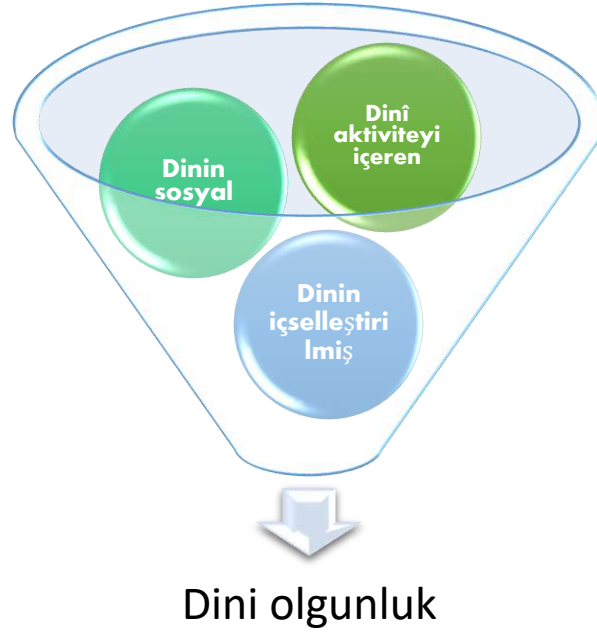 Dinî
aktiviteyi
içeren
Dinin
sosyal
Dinin
içselleştiri
lmiş
Dini olgunluk